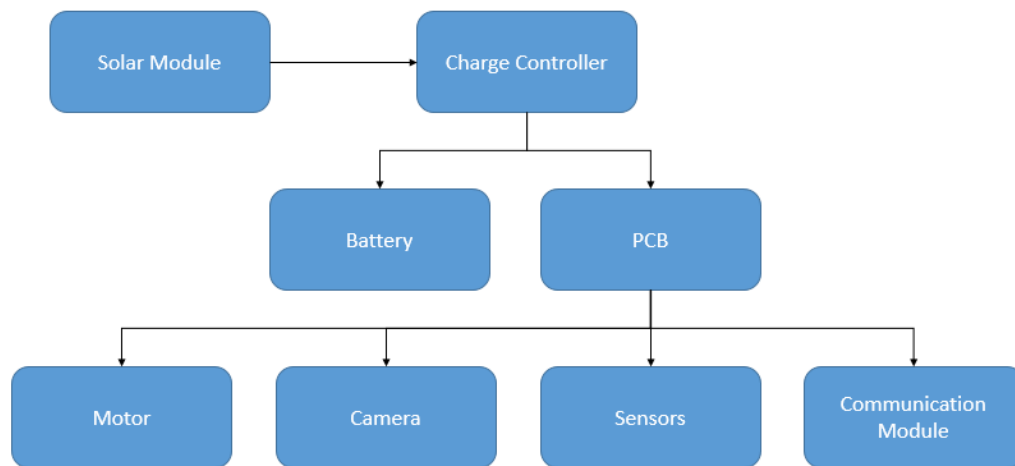 Solar Module
Charge Controller
Battery
PCB
Motor
Camera
Sensors
Communication
Module